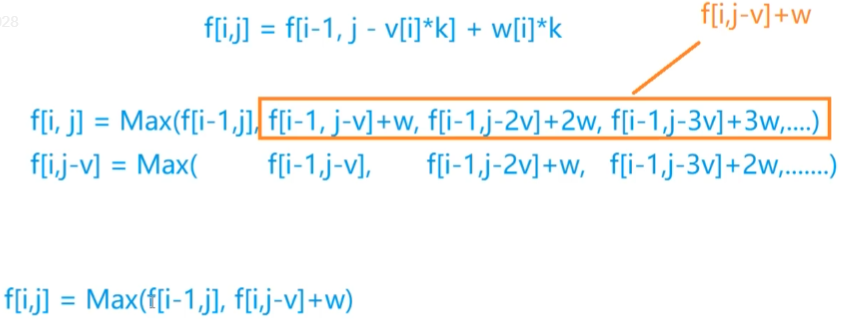 028
f[i,j] = f[i-1, j - v[i]*k] + w[i]*k
f[i,j-v]+w
f[i, j] = Max(f[i-1,j], f[i-1, j-v]+w, f[i-1,j-2v]+2w, f[i-1,j-3v]+3w,....)
f[i,j-v] = Max( f[i-1,j-v], f[i-1,j-2v]+w, f[i-1,j-3v]+2w,.......)
f[i,j] = Max(f[i-1,j], f[i,j-v]+w)